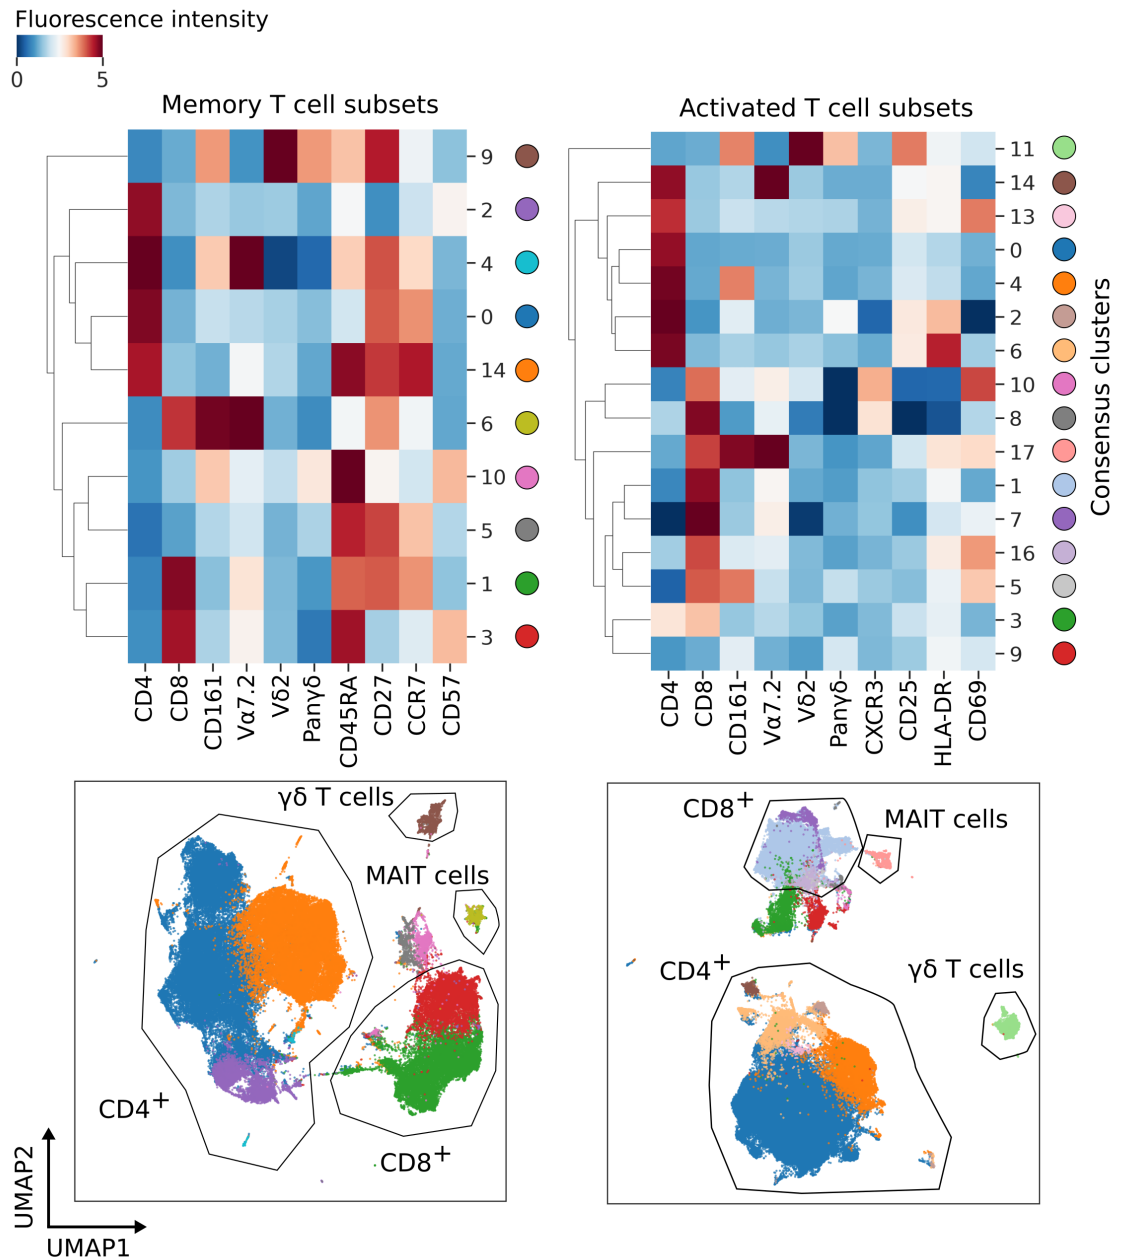 Fluorescence intensity
0 5
Memory T cell subsets
9
2
4
0
14
6
10
5
1
3
CD4 CD8 CD161 Vα7.2 Vδ2 Panγδ CD45RA CD27 CCR7 CD57
Activated T cell subsets
11
14
13
0
4
2
6
10
8
17
1
7
16
5
3
9
CD4 CD8 CD161 Vα7.2 Vδ2 Panγδ CXCR3 CD25 HLA-DR CD69
Consensus clusters
γδ T cells
MAIT cells
CD4+
CD8+
CD8+
MAIT cells
CD4+
γδ T cells
UMAP2
UMAP1